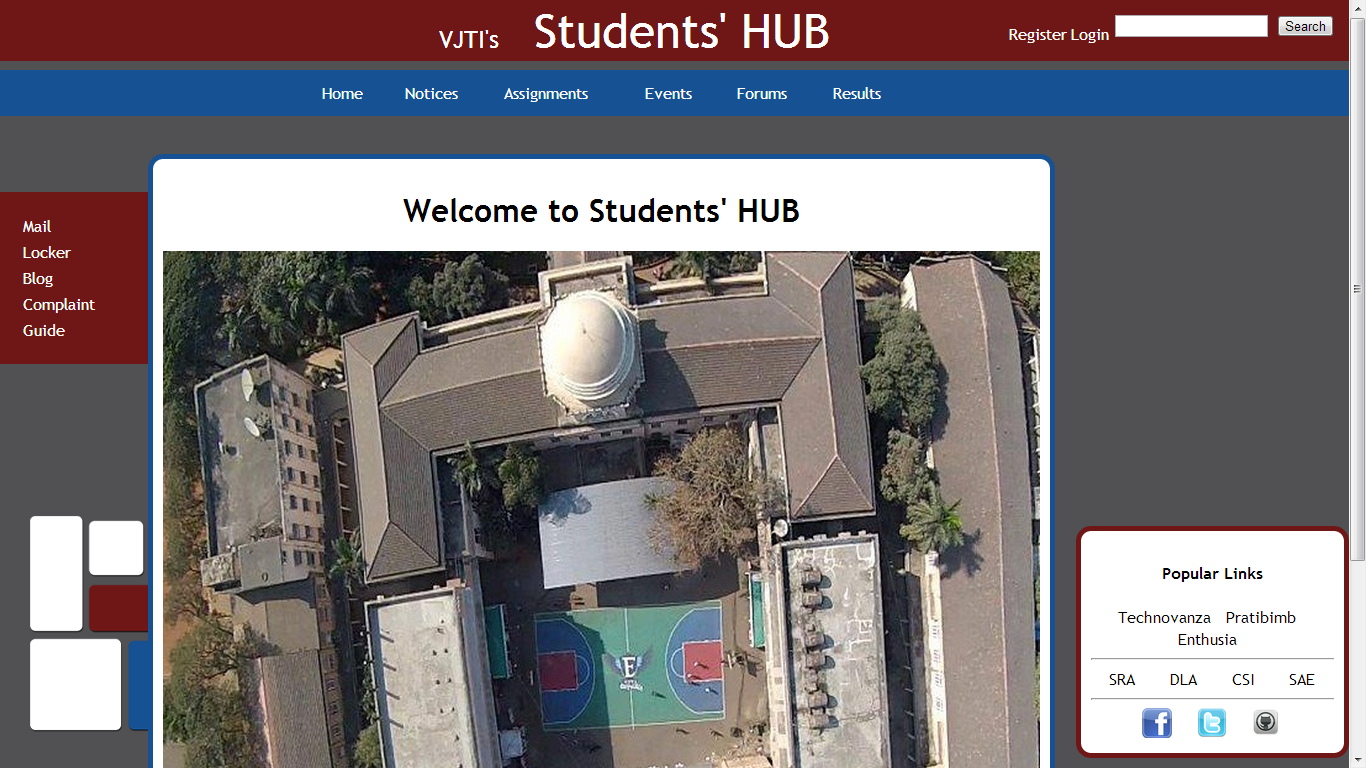 VJTI's Students' HUB
Register Login Search
Home Notices Assignments Events Forums Results
Welcome to Students' HUB
Mail
Locker
Blog
Complaint
Guide
E
Popular Links
Technovanza Pratibimb
Enthusia
SRA DLA CSI SAE
f
t